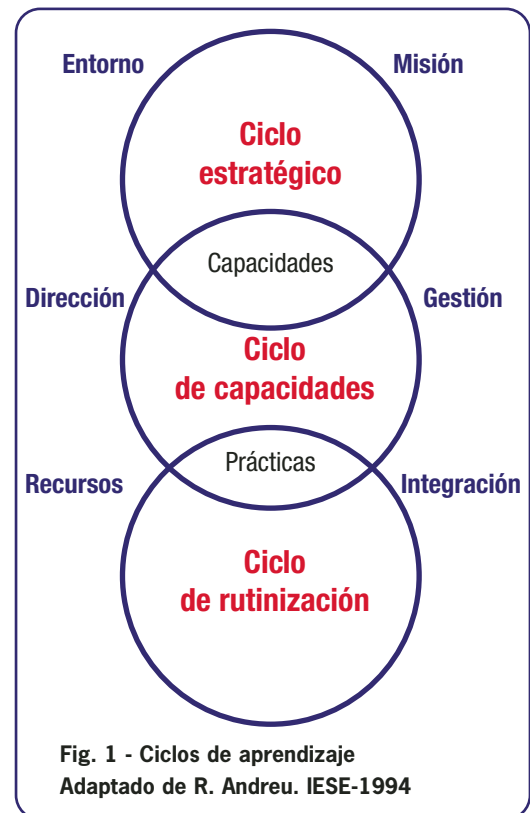 Entorno
Misión
Ciclo
estratégico
Capacidades
Dirección
Gestión
Ciclo
de capacidades
Prácticas
Recursos
Integración
Ciclo
de rutinización
Fig. 1 - Ciclos de aprendizaje
Adaptado de R. Andreu. IESE-1994